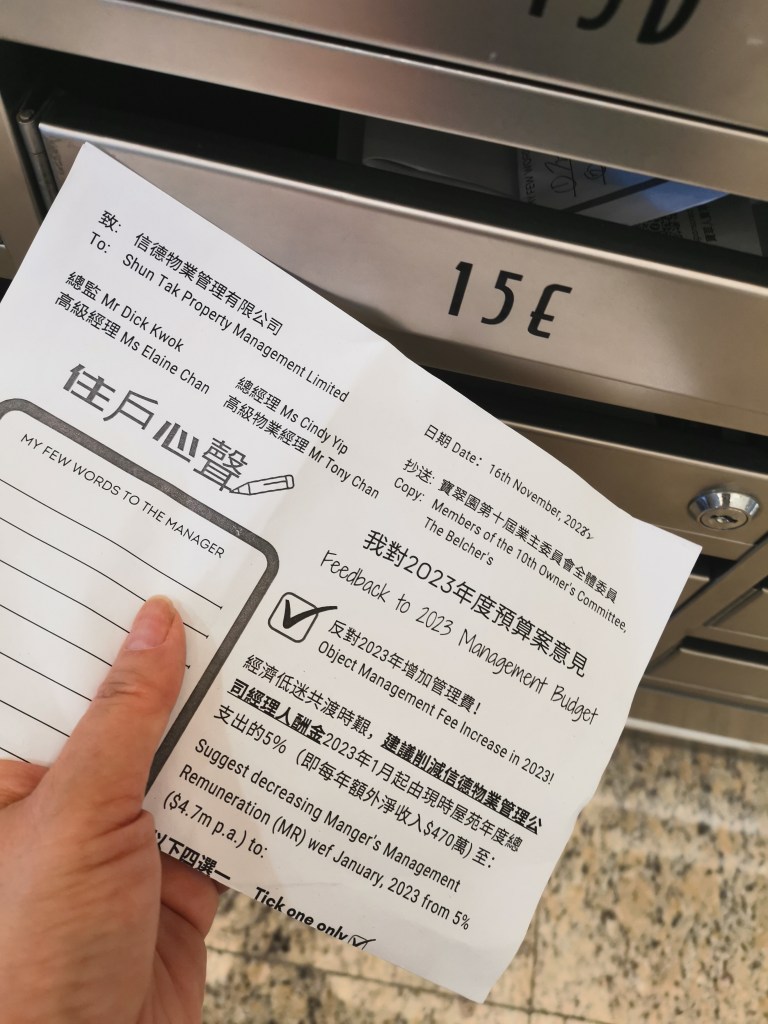 15D
15E
致: 信德物業管理有限公司
To: Shun Tak Property Management Limited
總監 Mr Dick Kwok
總經理 Ms Cindy Yip
高級經理 Ms Elaine Chan
高級物業經理 Mr Tony Chan
住戶心聲
MY FEW WORDS TO THE MANAGER
日期 Date: 16th November, 2022
抄送: 寶翠園第十屆業主委員會全體委員
Copy: Members of the 10th Owner's Committee,
The Belcher's
我對2023年度預算案意見
Feedback to 2023 Management Budget
反對2023年增加管理費!
Object Management Fee Increase in 2023!
經濟低迷共渡時艱,建議削減信德物業管理公
司經理人酬金2023年1月起由現時屋苑年度總
支出的5% (即每年額外淨收入$470萬) 至:
Suggest decreasing Manger's Management
Remuneration (MR) wef January, 2023 from 5%
($4.7m p.a.) to:
以下四選一 Tick one only